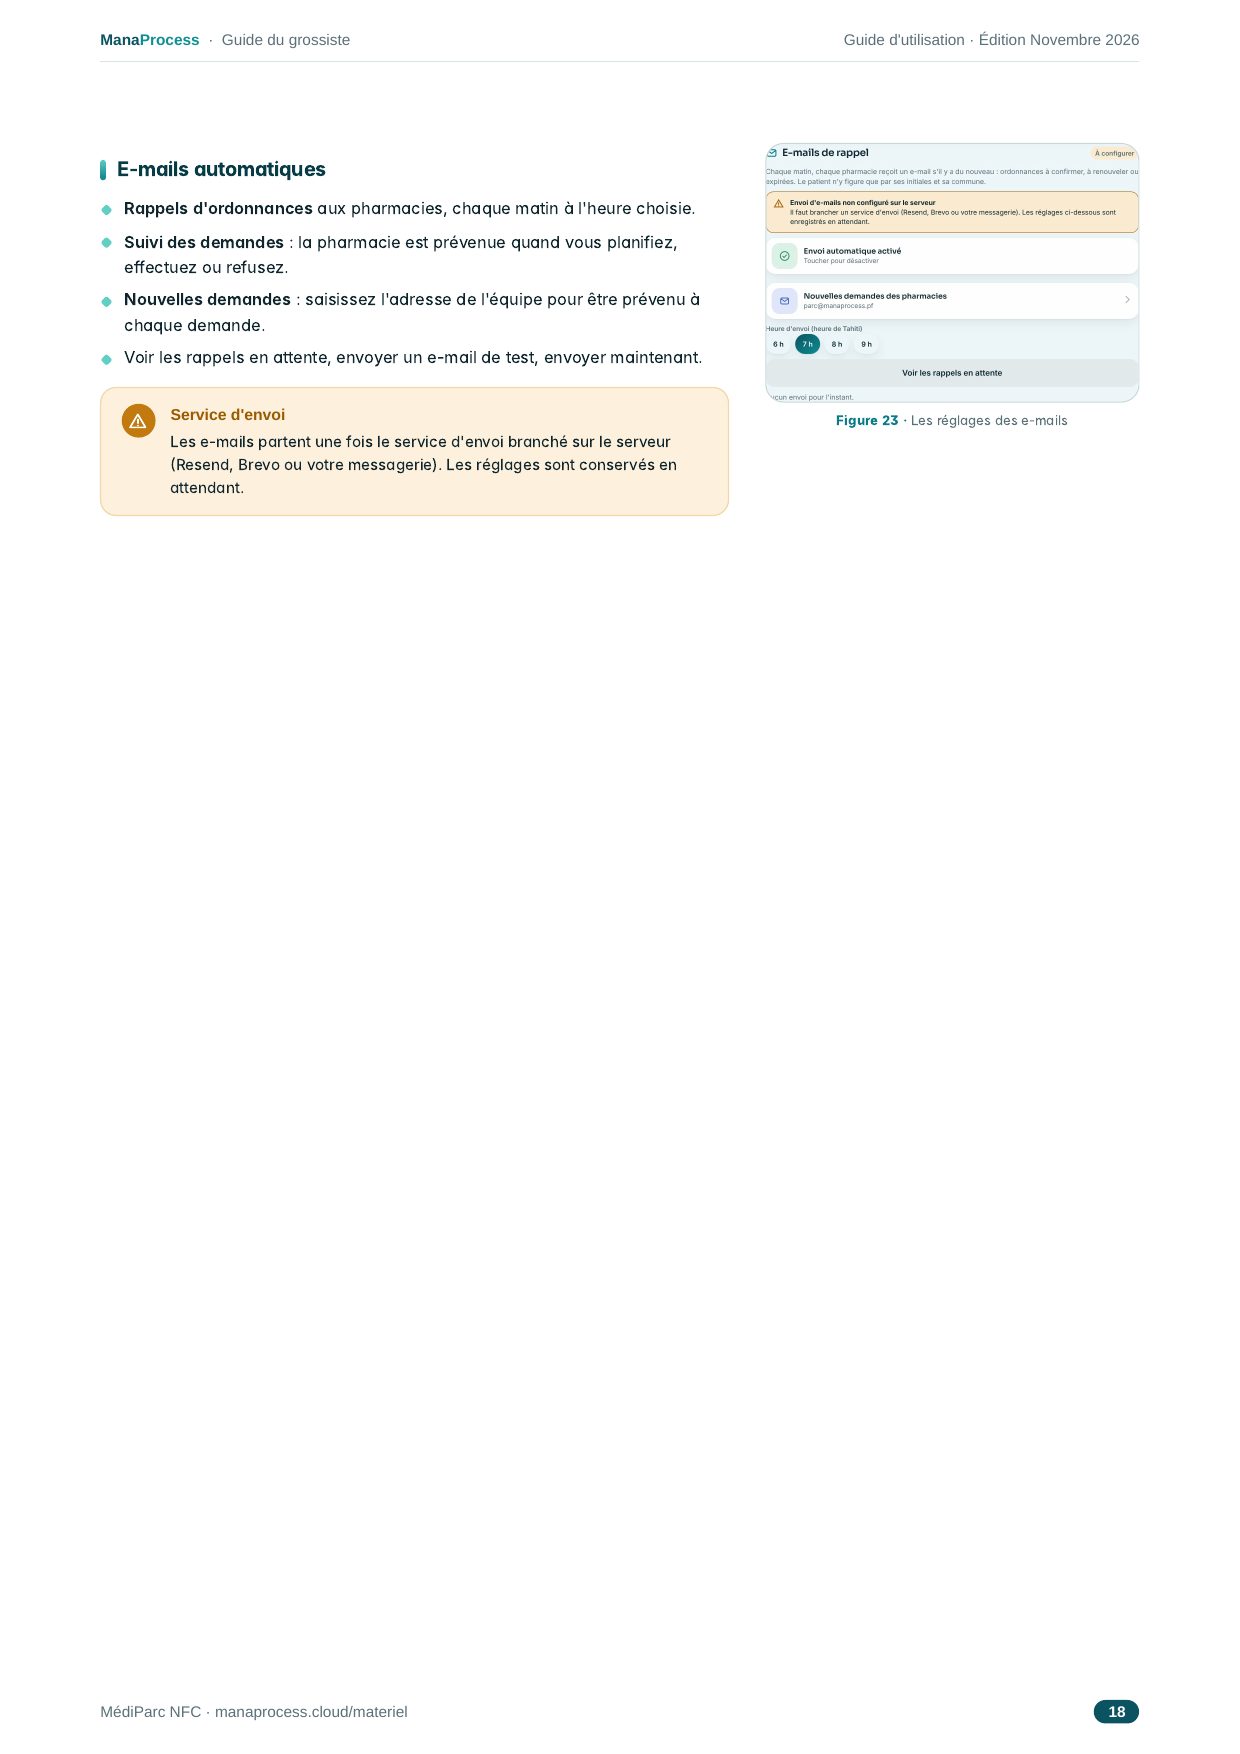 ManaProcess · Guide du grossiste
Guide d'utilisation · Édition Novembre 2026
E-mails automatiques
Rappels d'ordonnances aux pharmacies, chaque matin à l'heure choisie.
Suivi des demandes : la pharmacie est prévenue quand vous planifiez,
effectuez ou refusez.
Nouvelles demandes : saisissez l'adresse de l'équipe pour être prévenu à
chaque demande.
Voir les rappels en attente, envoyer un e-mail de test, envoyer maintenant.
Service d'envoi
Les e-mails partent une fois le service d'envoi branché sur le serveur
(Resend, Brevo ou votre messagerie). Les réglages sont conservés en
attendant.
E-mails de rappel
À configurer
Chaque matin, chaque pharmacie reçoit un e-mail s'il y a du nouveau : ordonnances à confirmer, à renouveler ou
expirées. Le patient n'y figure que par ses initiales et sa commune.
Envoi d'e-mails non configuré sur le serveur
Il faut brancher un service d'envoi (Resend, Brevo ou votre messagerie). Les réglages ci-dessous sont
enregistrés en attendant.
Envoi automatique activé
Toucher pour désactiver
Nouvelles demandes des pharmacies
parc@manaprocess.pf
Heure d'envoi (heure de Tahiti)
6 h 7 h 8 h 9 h
Voir les rappels en attente
ucun envoi pour l'instant.
Figure 23 · Les réglages des e-mails
MédiParc NFC · manaprocess.cloud/materiel
18